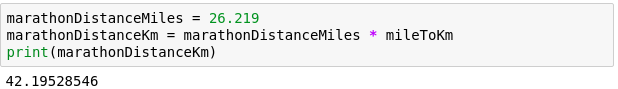 marathonDistanceMiles = 26.219
marathonDistanceKm = marathonDistanceMiles * mileToKm
print(marathonDistanceKm)
42.19528546